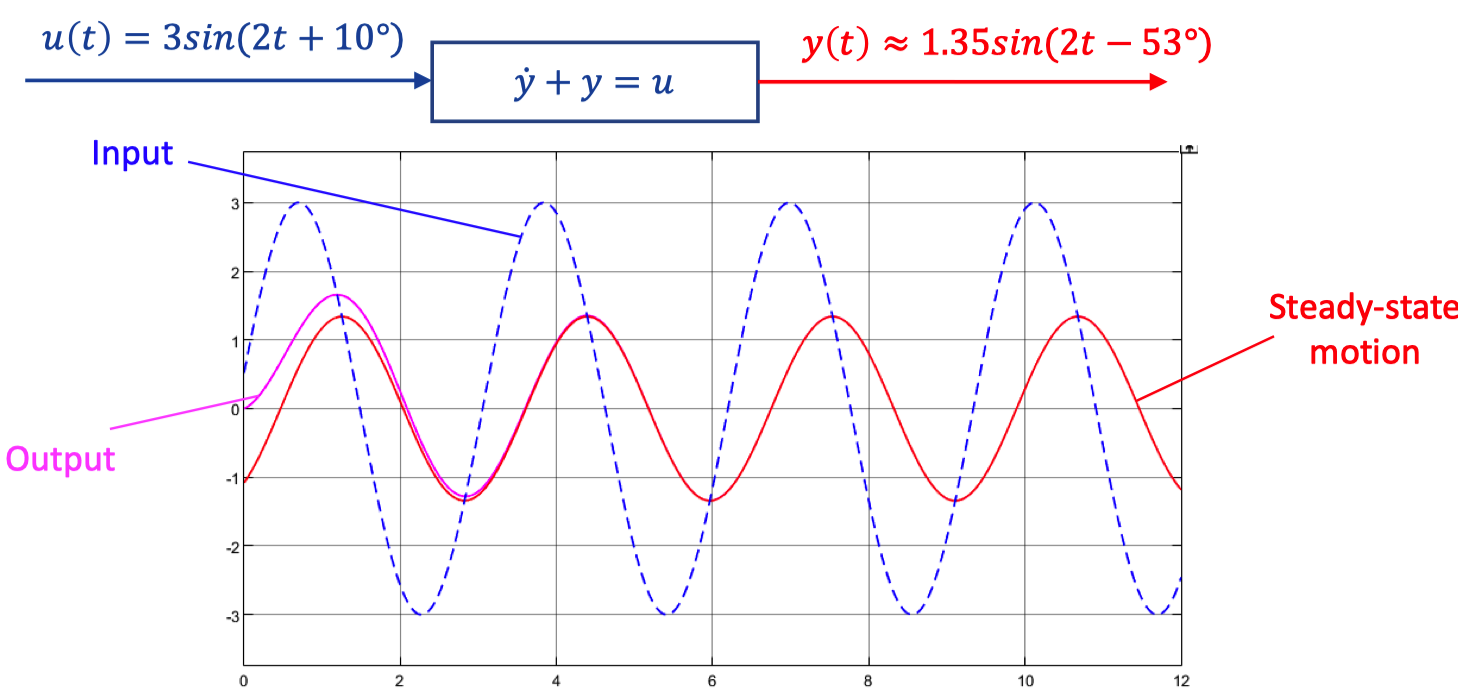 u(t) = 3sin(2t + 10°)
ẏ + y = u
y(t) ≈ 1.35sin(2t − 53°)
Input
Output
Steady-state
motion
3
2
1
0
-1
-2
-3
0 2 4 6 8 10 12